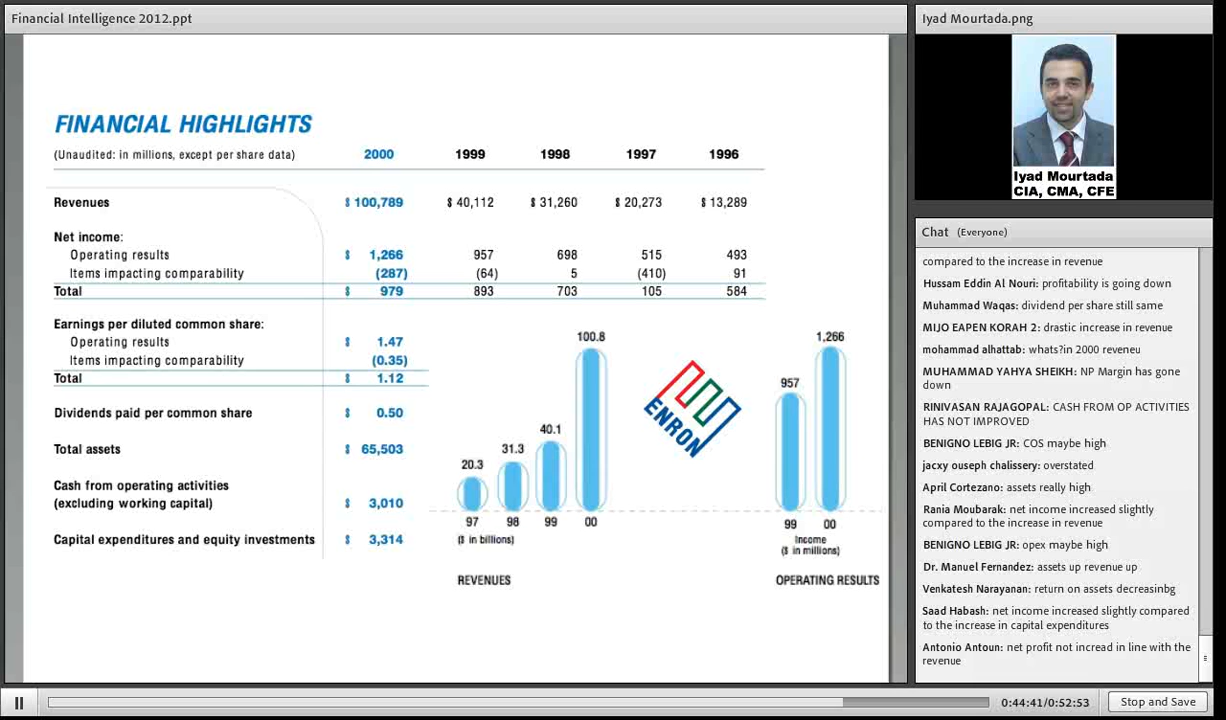 Financial Intelligence 2012.ppt
FINANCIAL HIGHLIGHTS
(Unaudited: in millions, except per share data) 2000 1999 1998 1997 1996
Revenues $ 100,789 $ 40,112 $ 31,260 $ 20,273 $ 13,289
Net income:
Operating results $ 1,266 957 698 515 493
Items impacting comparability (287) (64) 5 (410) 91
Total $ 979 893 703 105 584
Earnings per diluted common share:
Operating results $ 1.47
Items impacting comparability (0.35)
Total $ 1.12
Dividends paid per common share $ 0.50
Total assets $ 65,503
Cash from operating activities
(excluding working capital) $ 3,010
Capital expenditures and equity investments $ 3,314
20.3 31.3 40.1 100.8
97 98 99 00
($ in billions)
REVENUES
ENRON
957 1,266
99 00
Income
($ in millions)
OPERATING RESULTS
Iyad Mourtada.png
Iyad Mourtada
CIA, CMA, CFE
Chat (Everyone)
compared to the increase in revenue
Hussam Eddin Al Nouri: profitability is going down
Muhammad Waqas: dividend per share still same
MIJO EAPEN KORAH 2: drastic increase in revenue
mohammad alhattab: whats?in 2000 reveneu
MUHAMMAD YAHYA SHEIKH: NP Margin has gone
down
RINIVASAN RAJAGOPAL: CASH FROM OP ACTIVITIES
HAS NOT IMPROVED
BENIGNO LEBIG JR: COS maybe high
jacxy ouseph chalissery: overstated
April Cortezano: assets really high
Rania Moubarak: net income increased slightly
compared to the increase in revenue
BENIGNO LEBIG JR: opex maybe high
Dr. Manuel Fernandez: assets up revenue up
Venkatesh Narayanan: return on assets decreasinbg
Saad Habash: net income increased slightly compared
to the increase in capital expenditures
Antonio Antoun: net profit not incread in line with the
revenue
0:44:41/0:52:53
Stop and Save